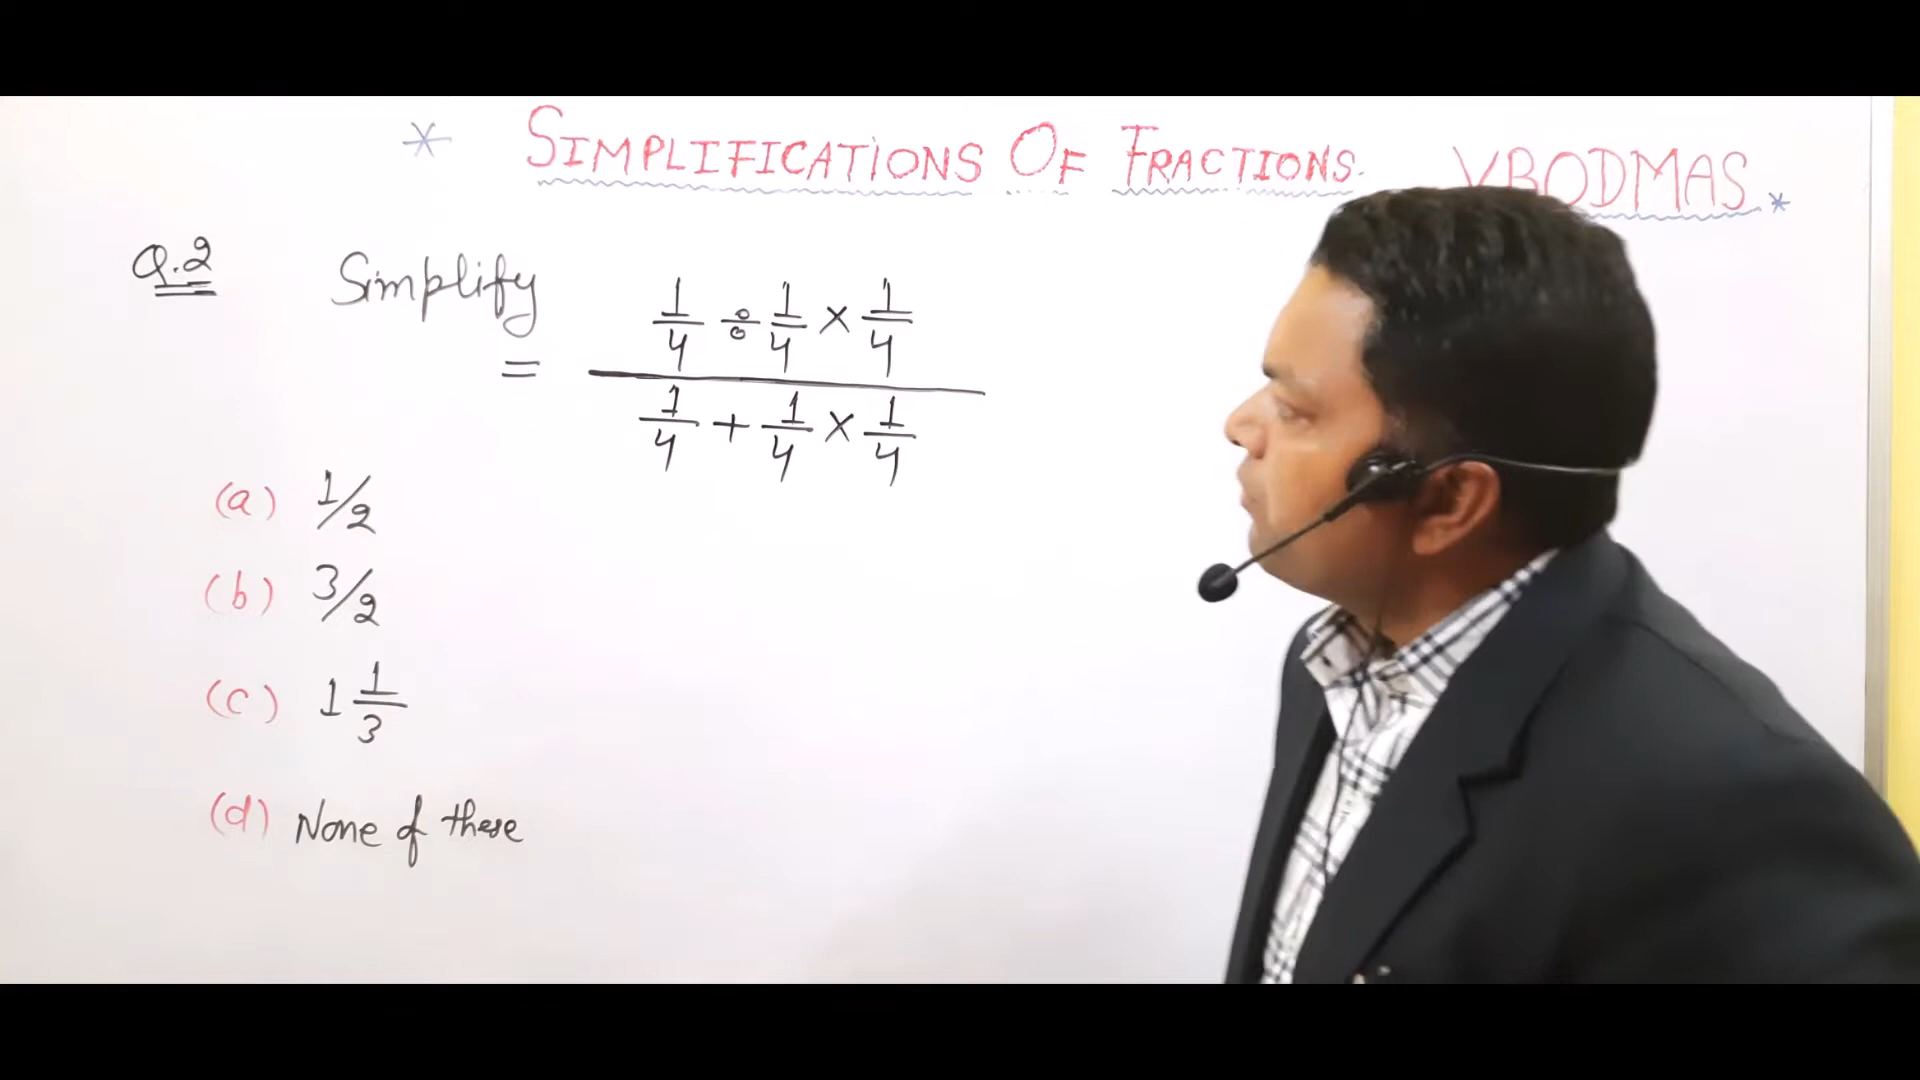 * SIMPLIFICATIONS OF FRACTIONS. VBODMAS *
Q.2 Simplify
= (1/4 ÷ 1/4 × 1/4) / (1/4 + 1/4 × 1/4)
(a) 1/2
(b) 3/2
(c) 1 1/3
(d) None of these